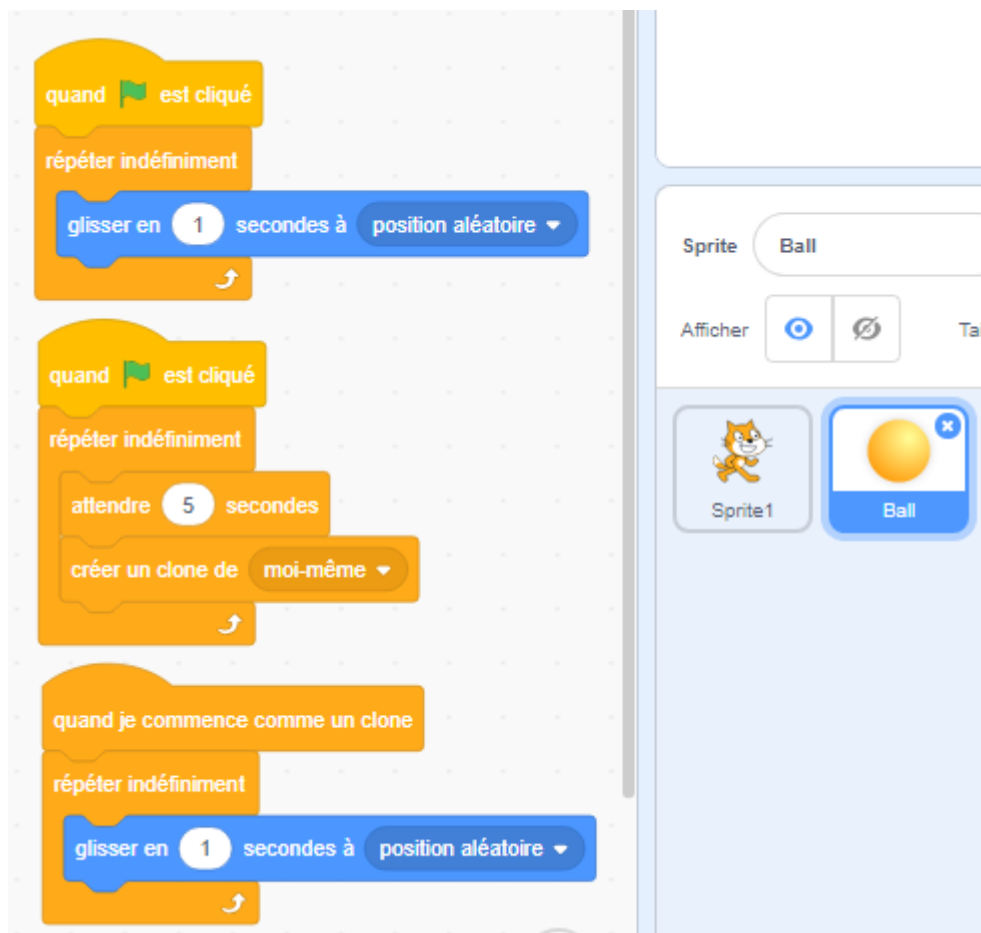 quand est cliqué
répéter indéfiniment
glisser en 1 secondes à position aléatoire
quand est cliqué
répéter indéfiniment
attendre 5 secondes
créer un clone de moi-même
quand je commence comme un clone
répéter indéfiniment
glisser en 1 secondes à position aléatoire
Sprite Ball
Afficher
Sprite1 Ball